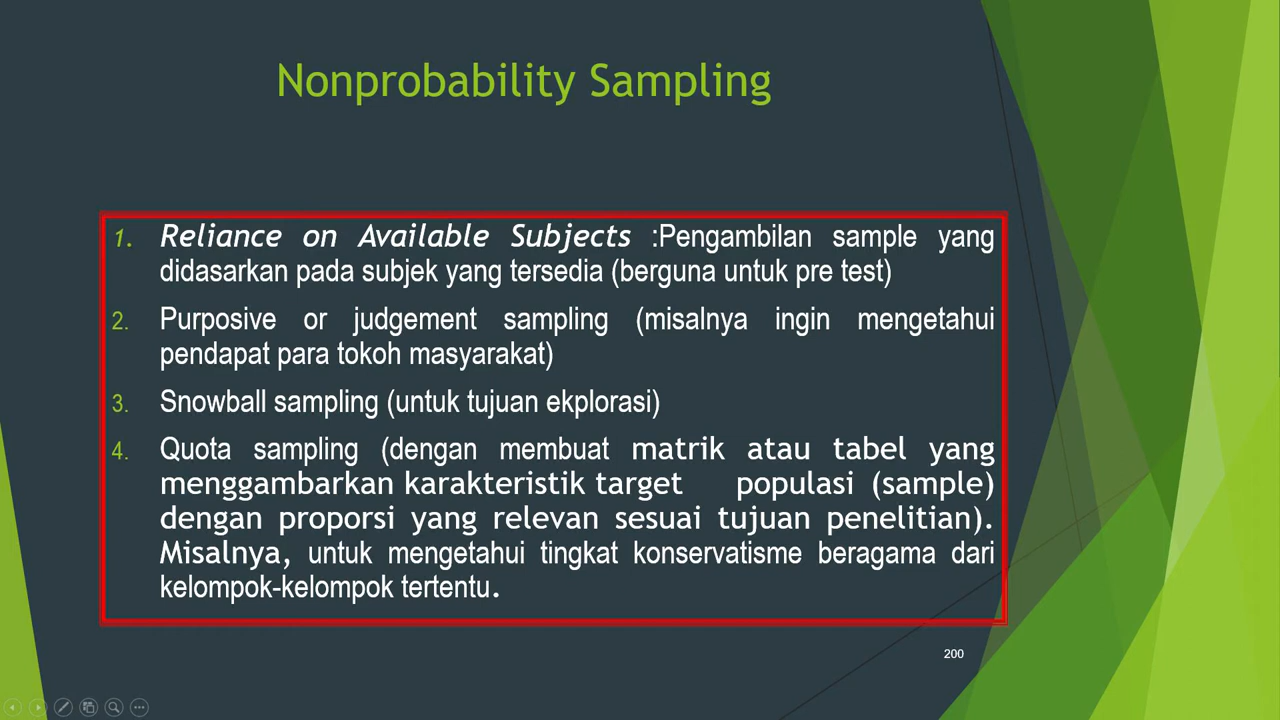 Nonprobability Sampling
1. Reliance on Available Subjects :Pengambilan sample yang
didasarkan pada subjek yang tersedia (berguna untuk pre test)
2. Purposive or judgement sampling (misalnya ingin mengetahui
pendapat para tokoh masyarakat)
3. Snowball sampling (untuk tujuan ekplorasi)
4. Quota sampling (dengan membuat matrik atau tabel yang
menggambarkan karakteristik target populasi (sample)
dengan proporsi yang relevan sesuai tujuan penelitian).
Misalnya, untuk mengetahui tingkat konservatisme beragama dari
kelompok-kelompok tertentu.
200